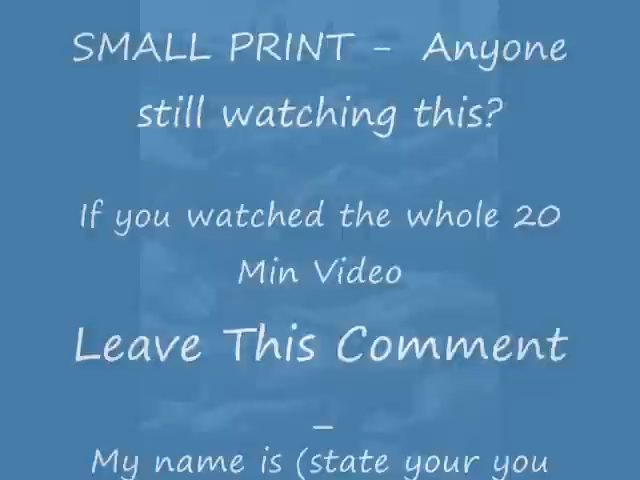 SMALL PRINT - Anyone
still watching this?
If you watched the whole 20
Min Video
Leave This Comment
–
My name is (state your you